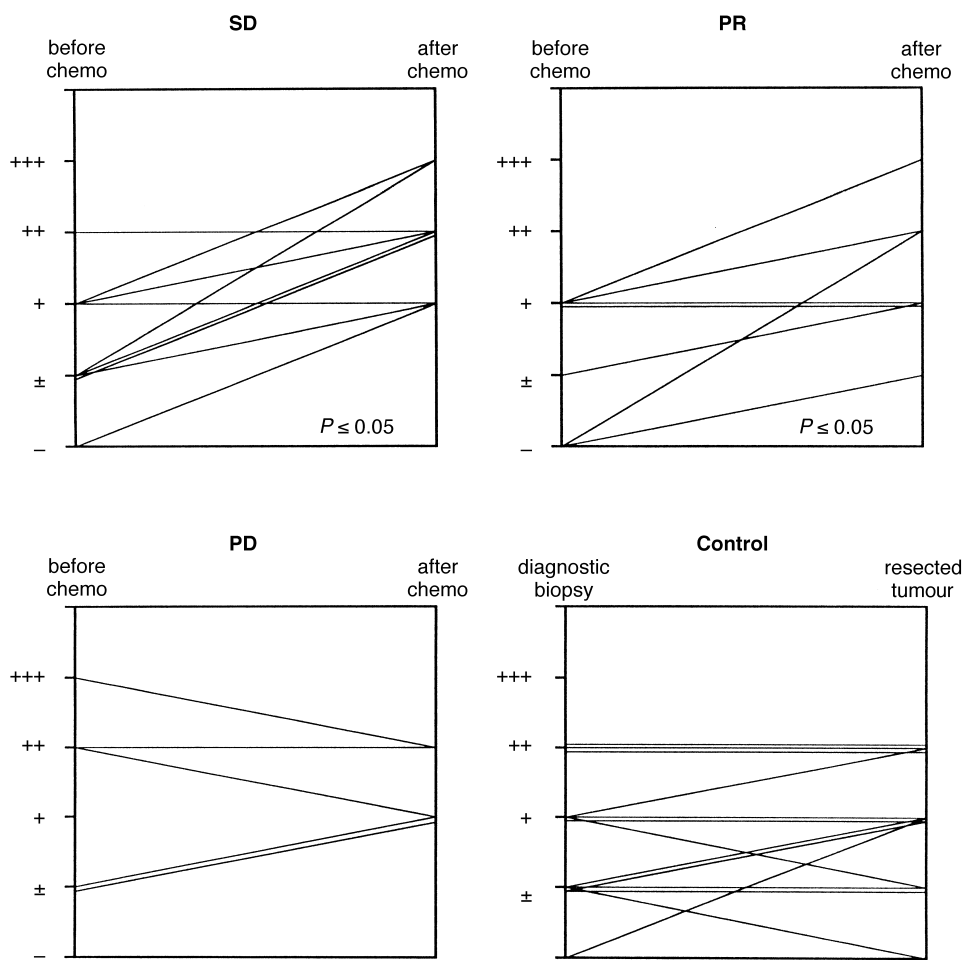 SD
before
chemo
after
chemo
+++
++
+
±
−
P ≤ 0.05
PR
before
chemo
after
chemo
+++
++
+
±
−
P ≤ 0.05
PD
before
chemo
after
chemo
+++
++
+
±
−
Control
diagnostic
biopsy
resected
tumour
+++
++
+
±